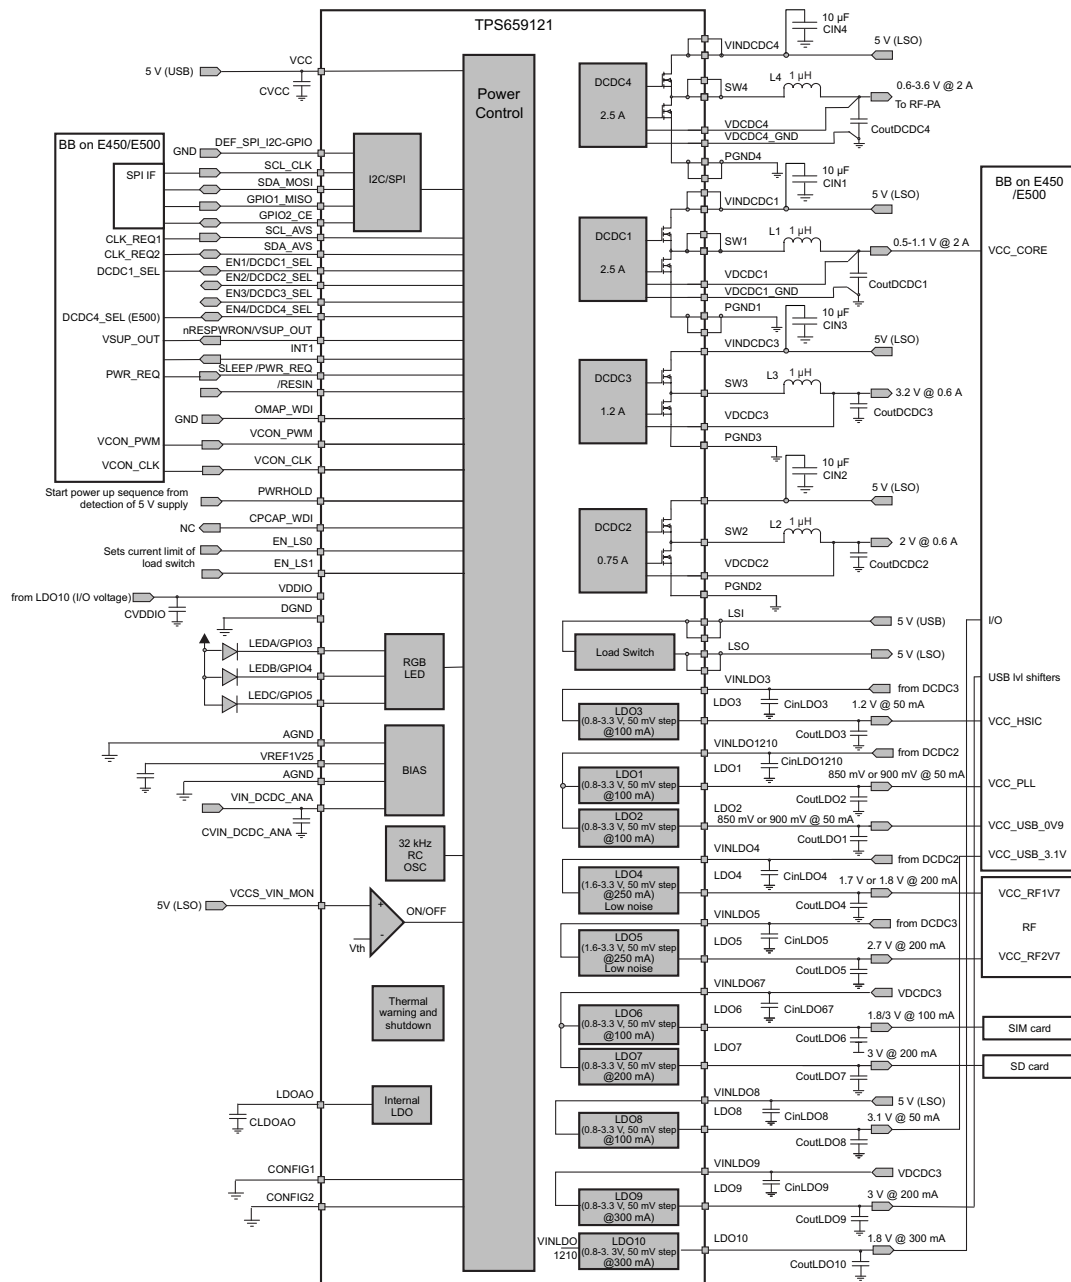 TPS659121
5 V (USB)
VCC
CVCC
Power
Control
BB on E450/E500
SPI IF
GND
DEF_SPI_I2C-GPIO
SCL_CLK
SDA_MOSI
GPIO1_MISO
GPIO2_CE
I2C/SPI
CLK_REQ1
SCL_AVS
CLK_REQ2
SDA_AVS
DCDC1_SEL
EN1/DCDC1_SEL
EN2/DCDC2_SEL
EN3/DCDC3_SEL
DCDC4_SEL (E500)
EN4/DCDC4_SEL
VSUP_OUT
nRESPWRON/VSUP_OUT
INT1
PWR_REQ
SLEEP /PWR_REQ
/RESIN
GND
OMAP_WDI
VCON_PWM
VCON_PWM
VCON_CLK
VCON_CLK
Start power up sequence from
detection of 5 V supply
PWRHOLD
NC
CPCAP_WDI
Sets current limit of
load switch
EN_LS0
EN_LS1
from LDO10 (I/O voltage)
VDDIO
CVDDIO
DGND
LEDA/GPIO3
LEDB/GPIO4
LEDC/GPIO5
RGB
LED
AGND
VREF1V25
AGND
VIN_DCDC_ANA
CVIN_DCDC_ANA
BIAS
32 kHz
RC
OSC
5V (LSO)
VCCS_VIN_MON
+
-
Vth
ON/OFF
Thermal
warning and
shutdown
LDOAO
CLDOAO
Internal
LDO
CONFIG1
CONFIG2
DCDC4
2.5 A
VINDCDC4
10 µF
CIN4
5 V (LSO)
SW4
L4
1 µH
0.6-3.6 V @ 2 A
To RF-PA
VDCDC4
VDCDC4_GND
CoutDCDC4
PGND4
DCDC1
2.5 A
VINDCDC1
10 µF
CIN1
5 V (LSO)
SW1
L1
1 µH
0.5-1.1 V @ 2 A
VDCDC1
VDCDC1_GND
CoutDCDC1
PGND1
DCDC3
1.2 A
VINDCDC3
10 µF
CIN3
5V (LSO)
SW3
L3
1 µH
3.2 V @ 0.6 A
VDCDC3
CoutDCDC3
PGND3
DCDC2
0.75 A
10 µF
CIN2
5 V (LSO)
SW2
L2
1 µH
2 V @ 0.6 A
VDCDC2
CoutDCDC2
PGND2
Load Switch
LSI
5 V (USB)
LSO
5 V (LSO)
VINLDO3
from DCDC3
CinLDO3
LDO3
(0.8-3.3 V, 50 mV step
@100 mA)
LDO3
1.2 V @ 50 mA
CoutLDO3
VINLDO1210
from DCDC2
CinLDO1210
LDO1
(0.8-3.3 V, 50 mV step
@100 mA)
LDO1
850 mV or 900 mV @ 50 mA
CoutLDO2
LDO2
(0.8-3.3 V, 50 mV step
@100 mA)
LDO2
850 mV or 900 mV @ 50 mA
CoutLDO1
VINLDO4
from DCDC2
CinLDO4
LDO4
(1.6-3.3 V, 50 mV step
@250 mA)
Low noise
LDO4
1.7 V or 1.8 V @ 200 mA
CoutLDO4
VINLDO5
from DCDC3
CinLDO5
LDO5
(1.6-3.3 V, 50 mV step
@250 mA)
Low noise
LDO5
2.7 V @ 200 mA
CoutLDO5
VINLDO67
VDCDC3
CinLDO67
LDO6
(0.8-3.3 V, 50 mV step
@100 mA)
LDO6
1.8/3 V @ 100 mA
CoutLDO6
LDO7
(0.8-3.3 V, 50 mV step
@200 mA)
LDO7
3 V @ 200 mA
CoutLDO7
VINLDO8
5 V (LSO)
CinLDO8
LDO8
(0.8-3.3 V, 50 mV step
@100 mA)
LDO8
3.1 V @ 50 mA
CoutLDO8
VINLDO9
VDCDC3
CinLDO9
LDO9
(0.8-3.3 V, 50 mV step
@300 mA)
LDO9
3 V @ 200 mA
CoutLDO9
VINLDO
1210
LDO10
(0.8-3. 3V, 50 mV step
@300 mA)
LDO10
1.8 V @ 300 mA
CoutLDO10
BB on E450
/E500
VCC_CORE
I/O
USB lvl shifters
VCC_HSIC
VCC_PLL
VCC_USB_0V9
VCC_USB_3.1V
VCC_RF1V7
RF
VCC_RF2V7
SIM card
SD card